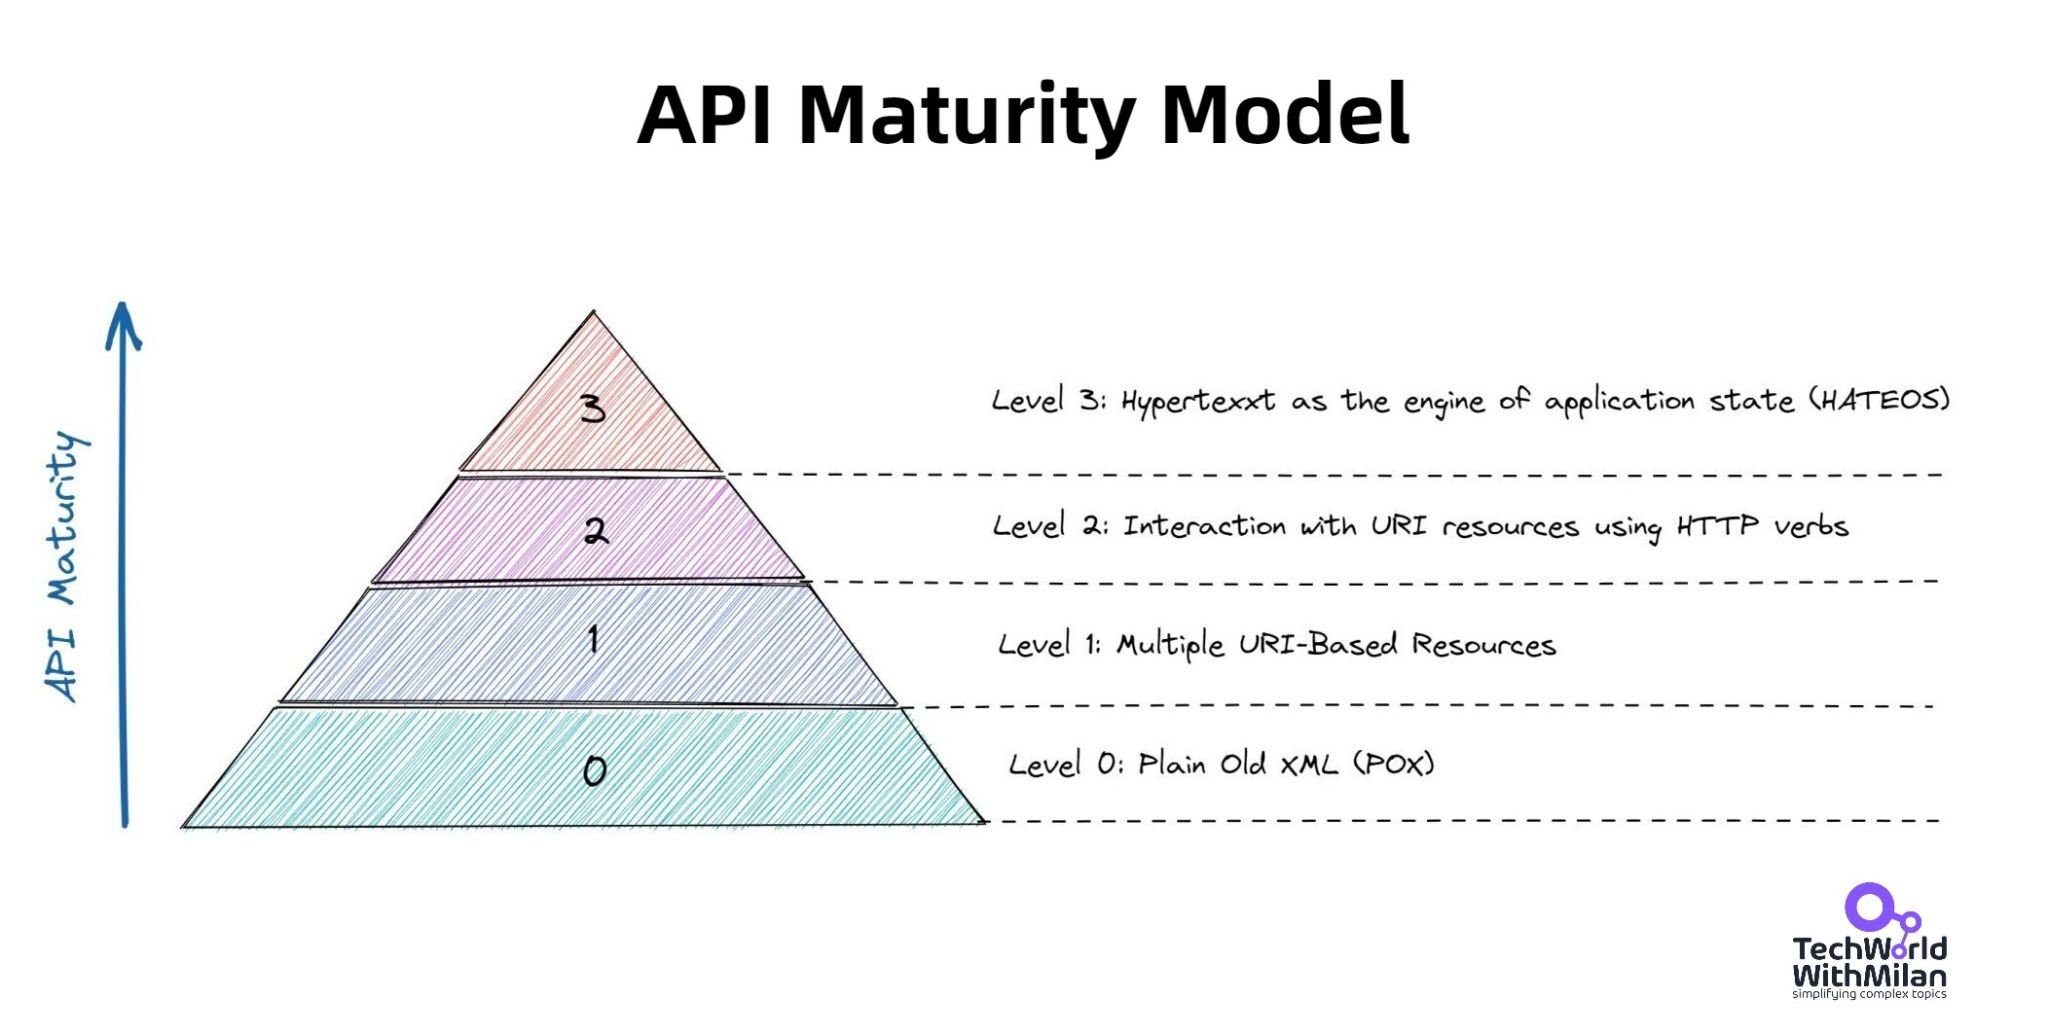 API Maturity Model
API Maturity
3
Level 3: Hypertexxt as the engine of application state (HATEOS)
2
Level 2: Interaction with URI resources using HTTP verbs
1
Level 1: Multiple URI-Based Resources
0
Level 0: Plain Old XML (POX)
TechWorld
WithMilan
simplifying complex topics